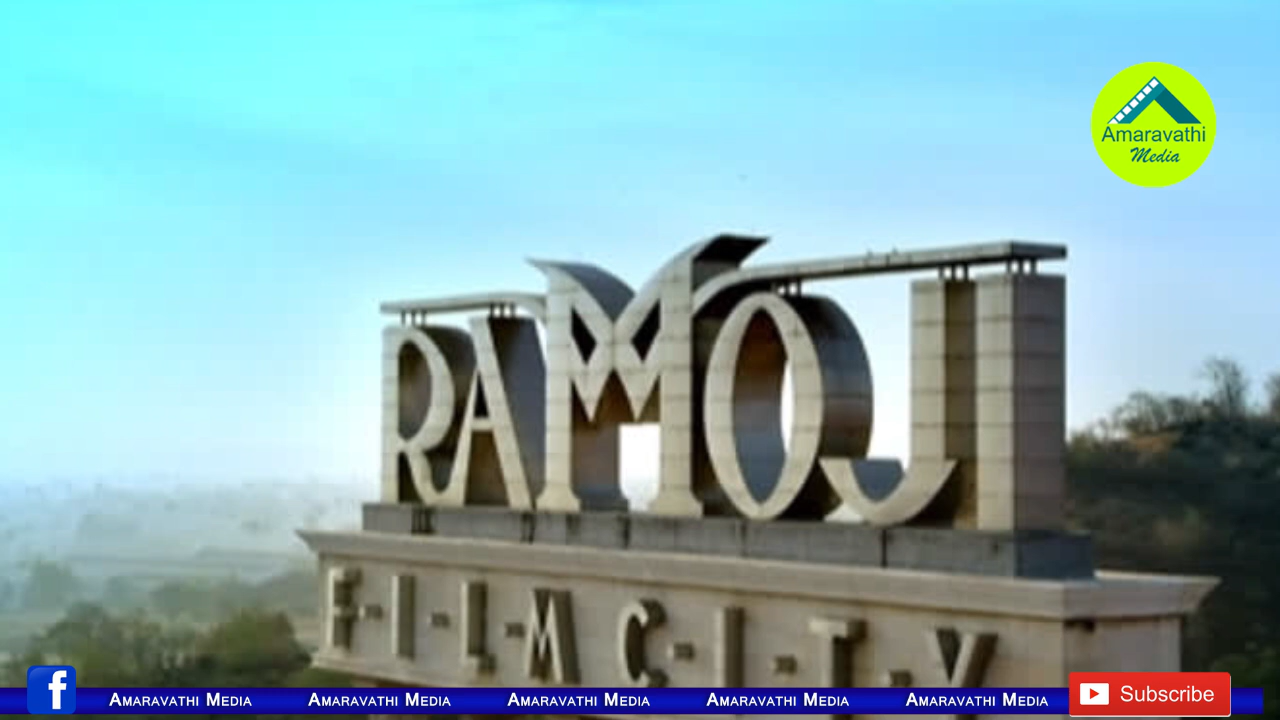 Amaravathi
Media
RAMOJI
F-I-L-M C-I-T-Y
f Amaravathi Media Amaravathi Media Amaravathi Media Amaravathi Media Amaravathi Media Subscribe